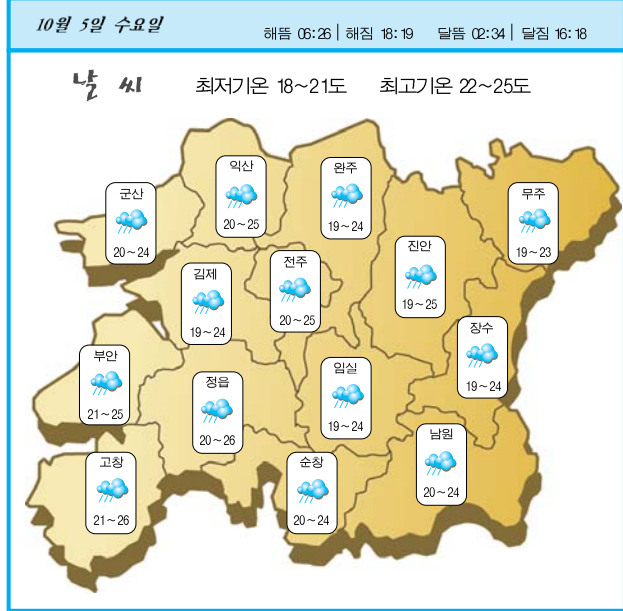 10월 5일 수요일
해뜸 06:26 | 해짐 18:19 달뜸 02:34 | 달짐 16:18
날 씨 최저기온 18~21도 최고기온 22~25도
익산
20~25
완주
19~24
군산
20~24
무주
19~23
진안
19~25
전주
20~25
김제
19~24
장수
19~24
부안
21~25
임실
19~24
정읍
20~26
남원
20~24
고창
21~26
순창
20~24